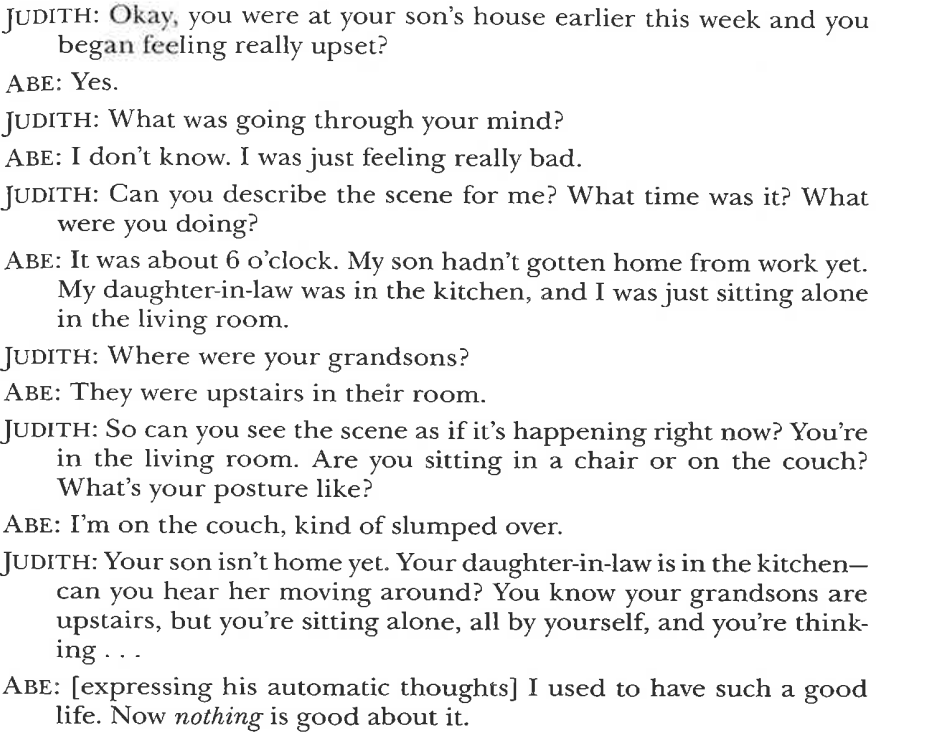 JUDITH: Okay, you were at your son's house earlier this week and you
began feeling really upset?
ABE: Yes.
JUDITH: What was going through your mind?
ABE: I don't know. I was just feeling really bad.
JUDITH: Can you describe the scene for me? What time was it? What
were you doing?
ABE: It was about 6 o'clock. My son hadn't gotten home from work yet.
My daughter-in-law was in the kitchen, and I was just sitting alone
in the living room.
JUDITH: Where were your grandsons?
ABE: They were upstairs in their room.
JUDITH: So can you see the scene as if it's happening right now? You're
in the living room. Are you sitting in a chair or on the couch?
What's your posture like?
ABE: I'm on the couch, kind of slumped over.
JUDITH: Your son isn't home yet. Your daughter-in-law is in the kitchen—
can you hear her moving around? You know your grandsons are
upstairs, but you're sitting alone, all by yourself, and you're think-
ing . . .
ABE: [expressing his automatic thoughts] I used to have such a good
life. Now nothing is good about it.